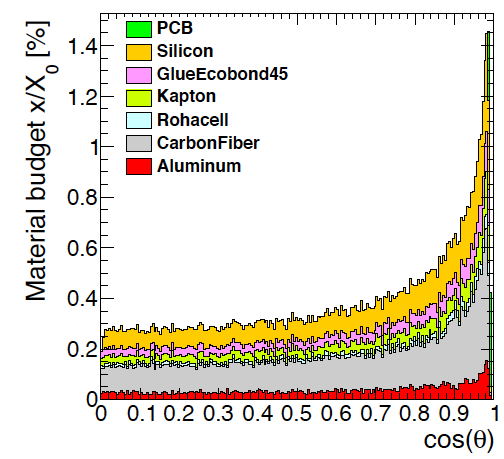 Material budget x/X0 [%]
PCB
Silicon
GlueEcobond45
Kapton
Rohacell
CarbonFiber
Aluminum
1.4
1.2
1
0.8
0.6
0.4
0.2
0
0 0.1 0.2 0.3 0.4 0.5 0.6 0.7 0.8 0.9 1
cos(θ)